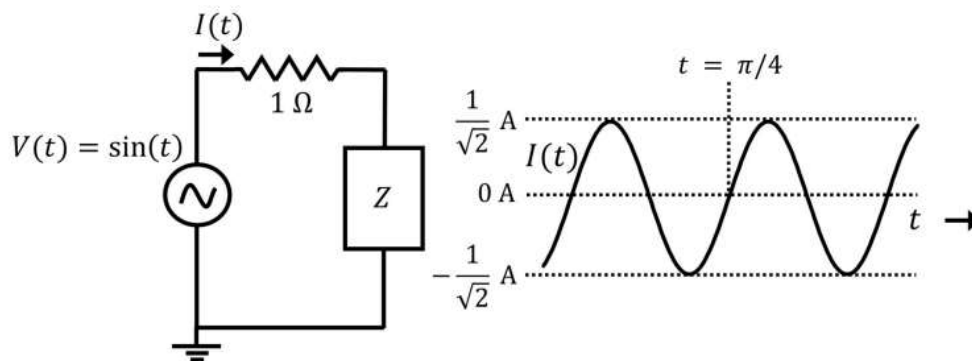 I(t)
1 Ω
V(t) = sin(t)
Z
t = π/4
1/√2 A
I(t)
0 A
t
−1/√2 A